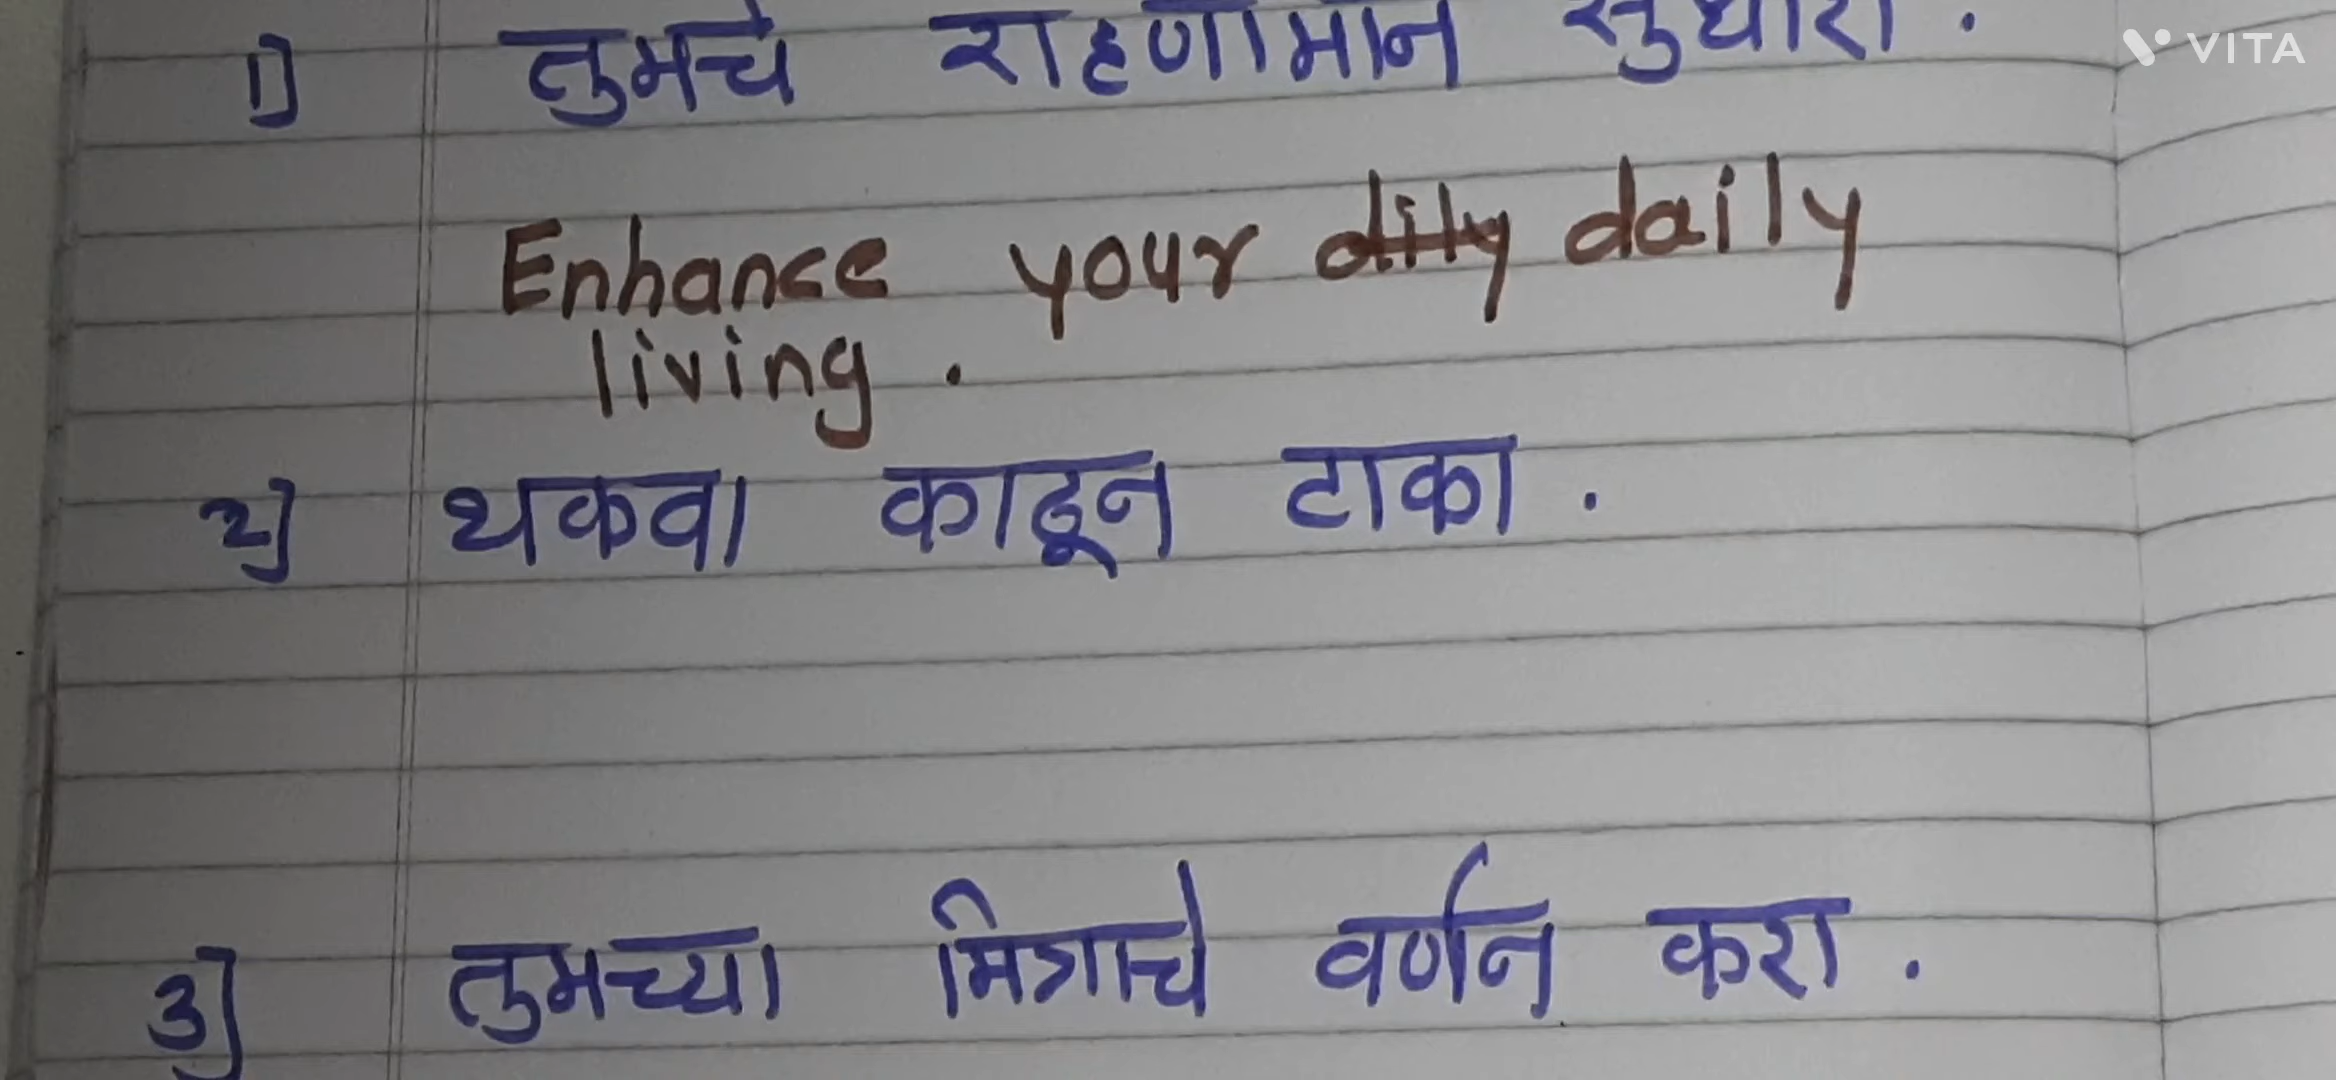 1) तुमचे राहणीमान सुधारा .
VITA
Enhance your dily daily
living .
2) थकवा काढून टाका .
3) तुमच्या मित्राचे वर्णन करा .